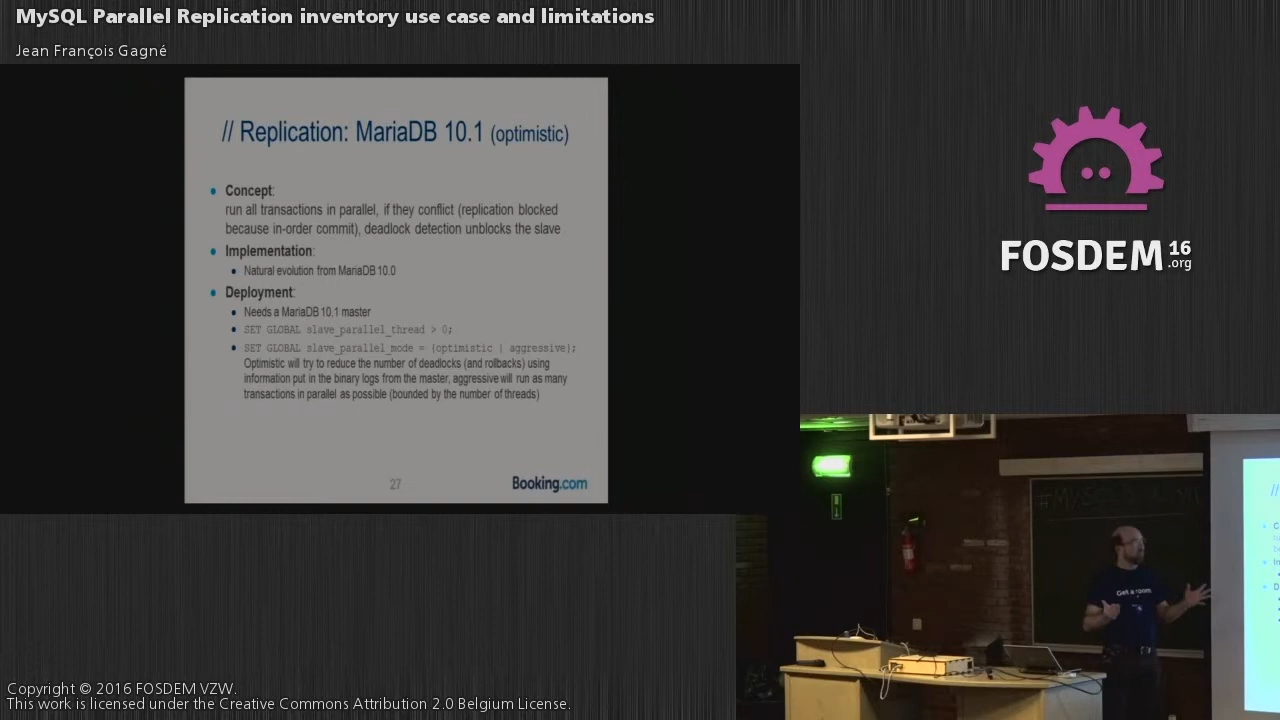 MySQL Parallel Replication inventory use case and limitations
Jean François Gagné
// Replication: MariaDB 10.1 (optimistic)
Concept:
run all transactions in parallel, if they conflict (replication blocked
because in-order commit), deadlock detection unblocks the slave
Implementation:
Natural evolution from MariaDB 10.0
Deployment:
Needs a MariaDB 10.1 master
SET GLOBAL slave_parallel_thread > 0;
SET GLOBAL slave_parallel_mode = {optimistic | aggressive};
Optimistic will try to reduce the number of deadlocks (and rollbacks) using
information put in the binary logs from the master, aggressive will run as many
transactions in parallel as possible (bounded by the number of threads)
27
Booking.com
FOSDEM 16
.org
Get a room.
Copyright © 2016 FOSDEM VZW.
This work is licensed under the Creative Commons Attribution 2.0 Belgium License.